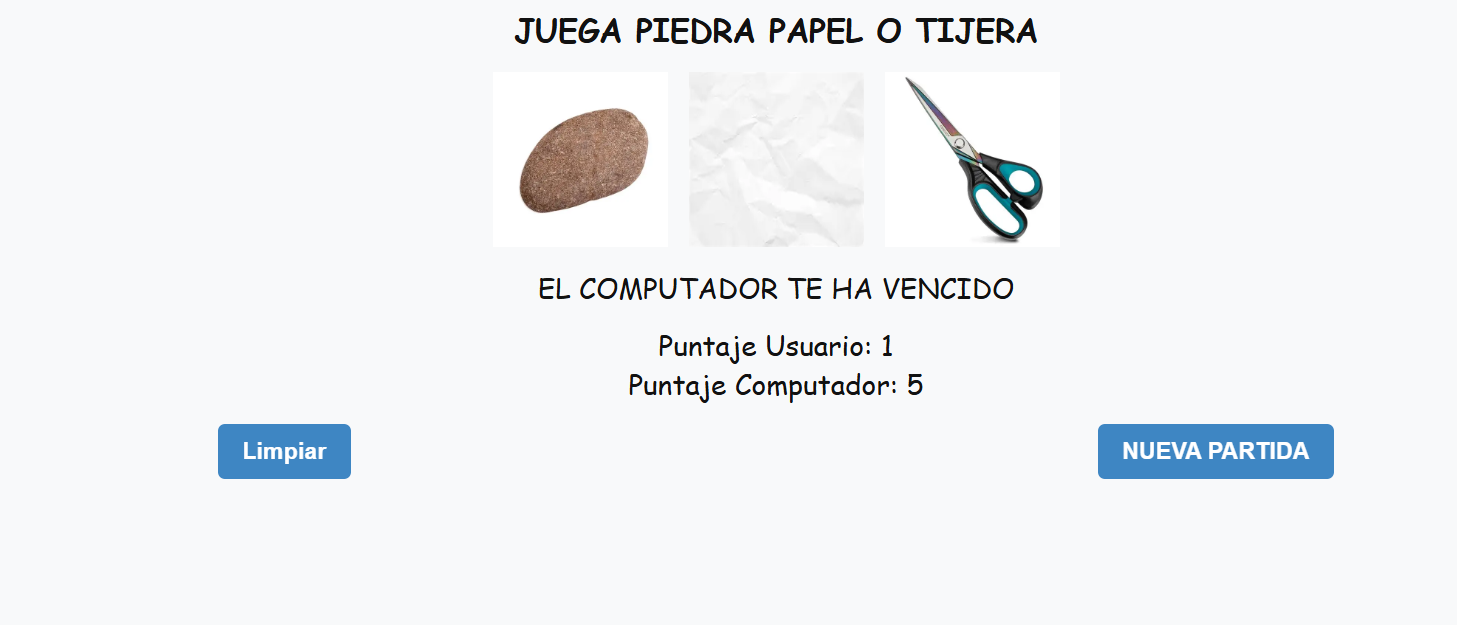 JUEGA PIEDRA PAPEL O TIJERA
EL COMPUTADOR TE HA VENCIDO
Puntaje Usuario: 1
Puntaje Computador: 5
Limpiar
NUEVA PARTIDA